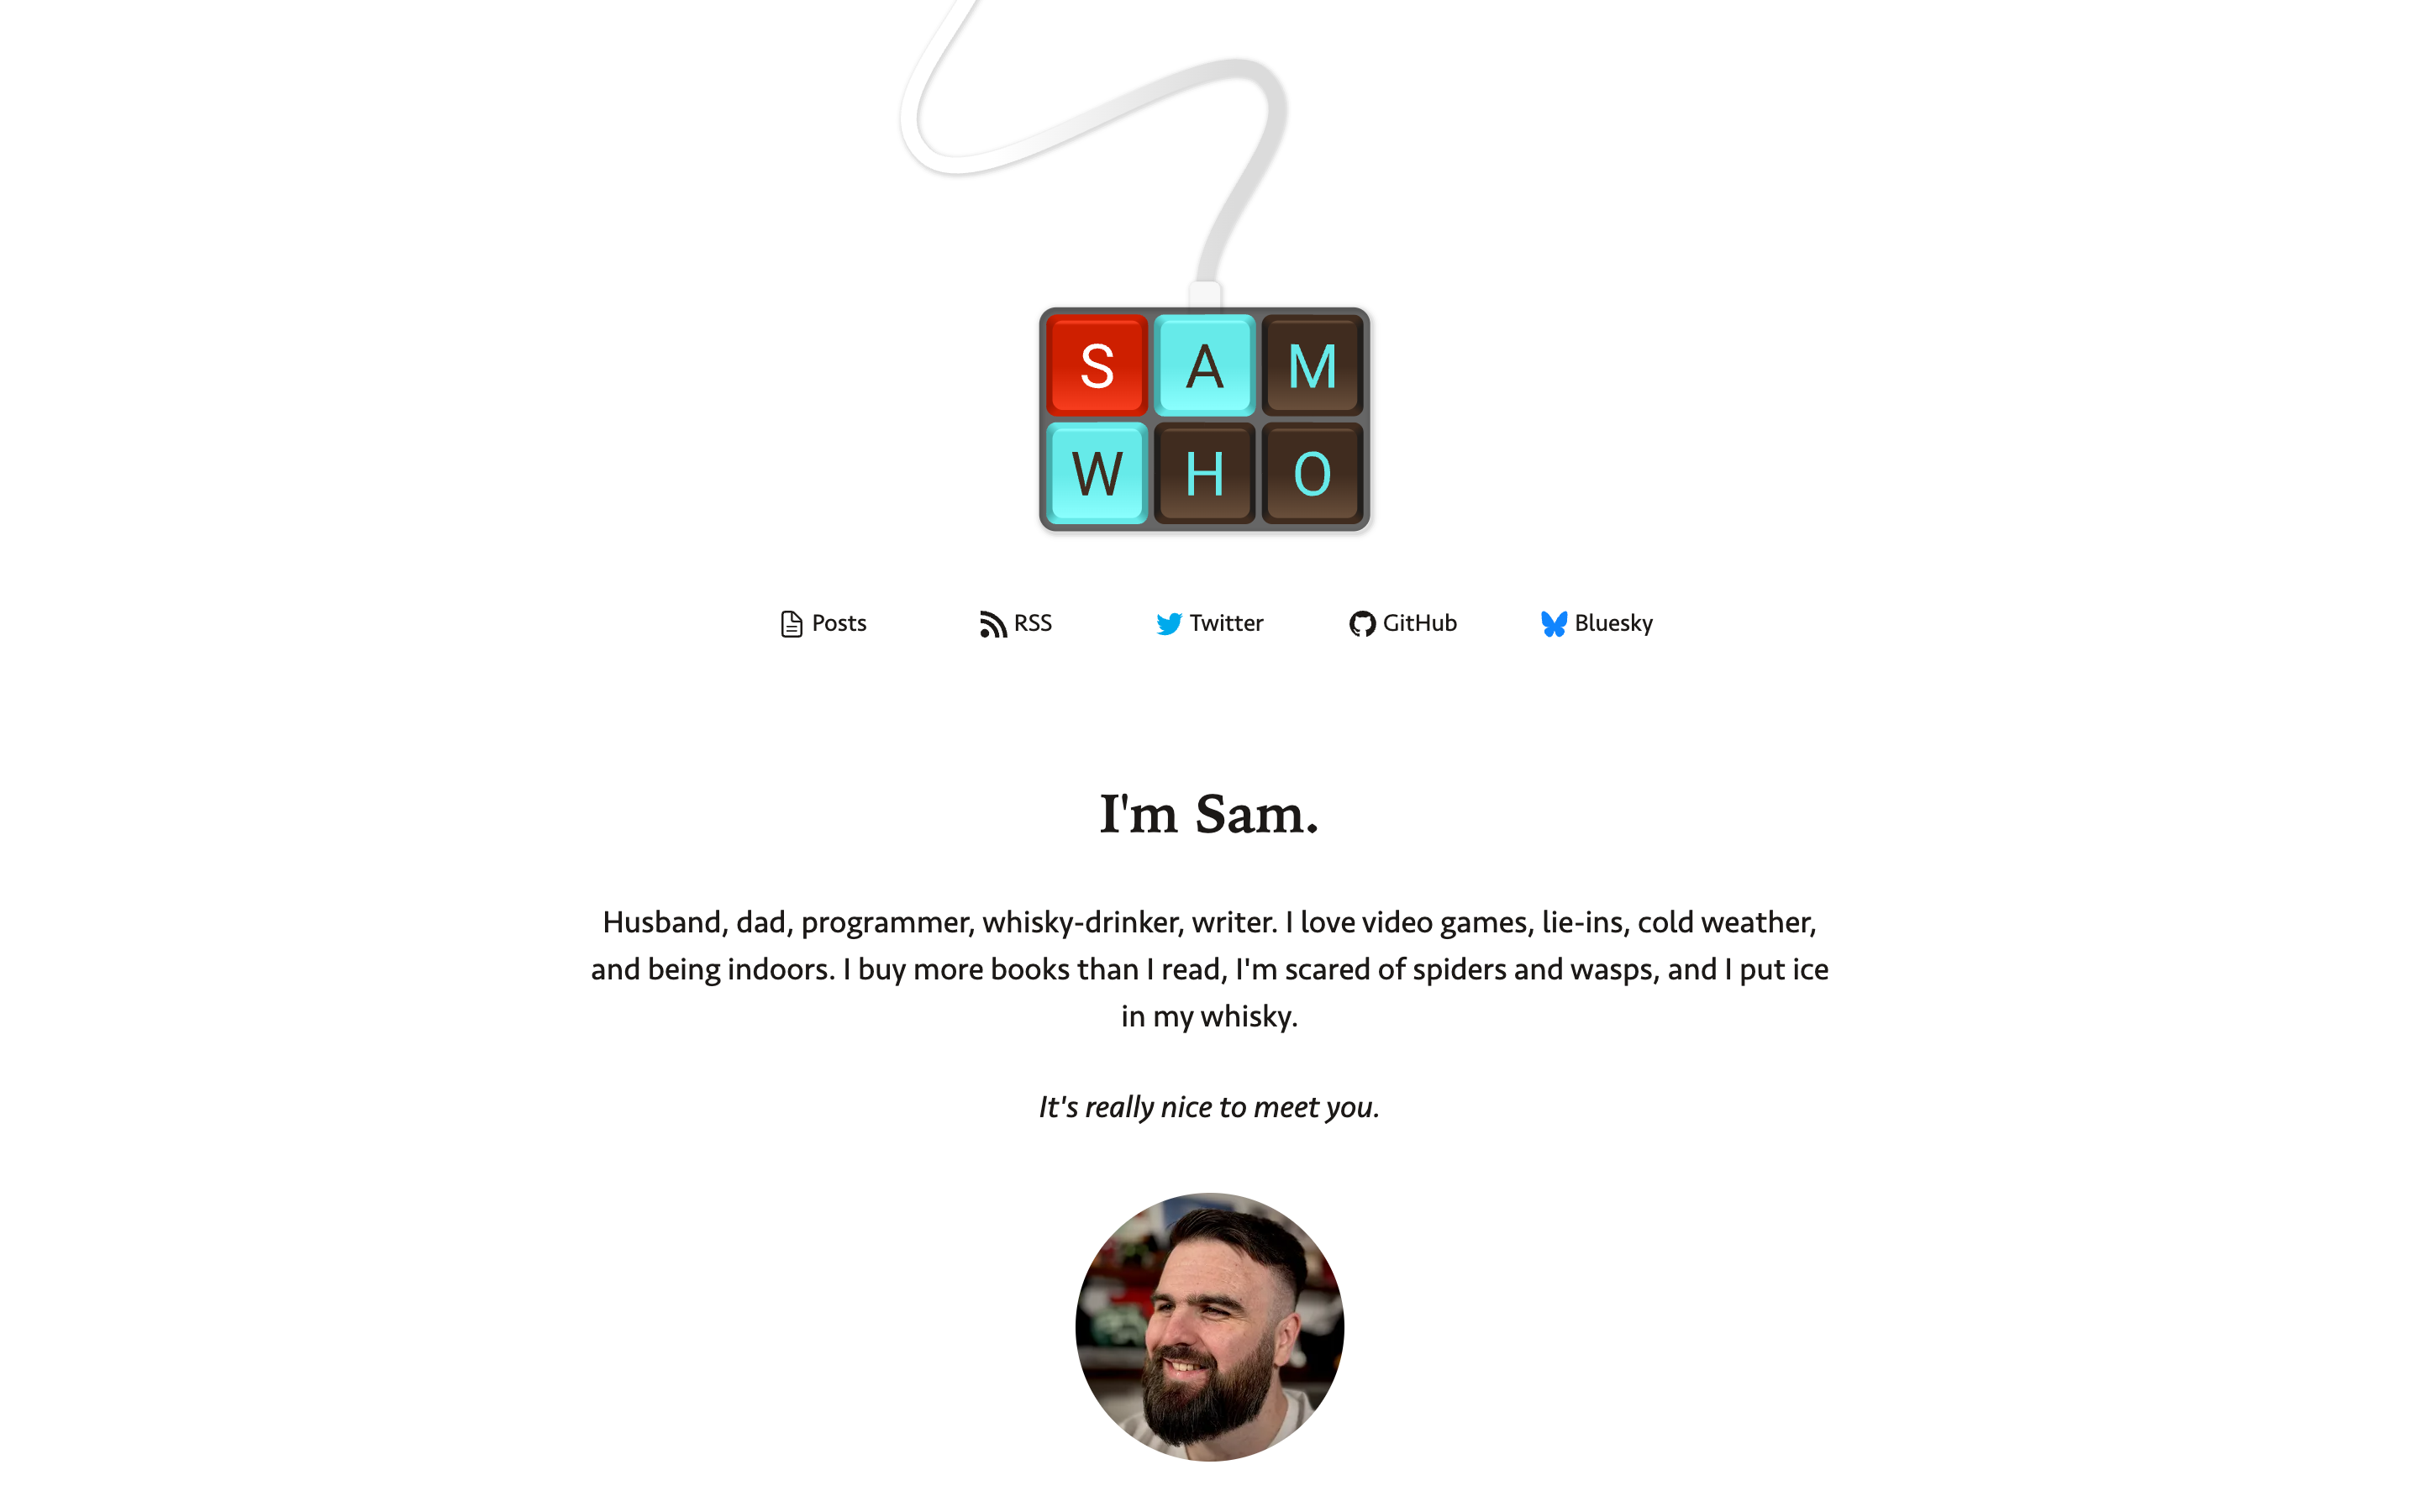 S A M
W H O
Posts RSS Twitter GitHub Bluesky
I'm Sam.
Husband, dad, programmer, whisky-drinker, writer. I love video games, lie-ins, cold weather,
and being indoors. I buy more books than I read, I'm scared of spiders and wasps, and I put ice
in my whisky.
It's really nice to meet you.